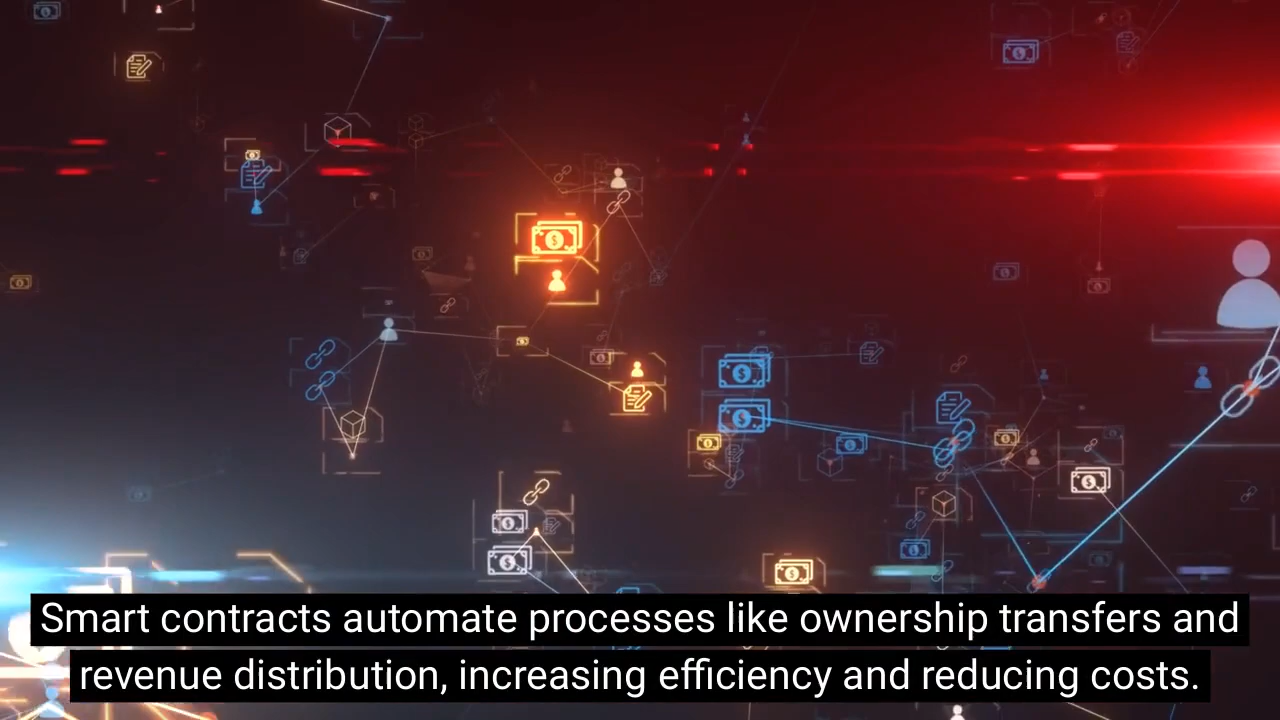 Smart contracts automate processes like ownership transfers and
revenue distribution, increasing efficiency and reducing costs.